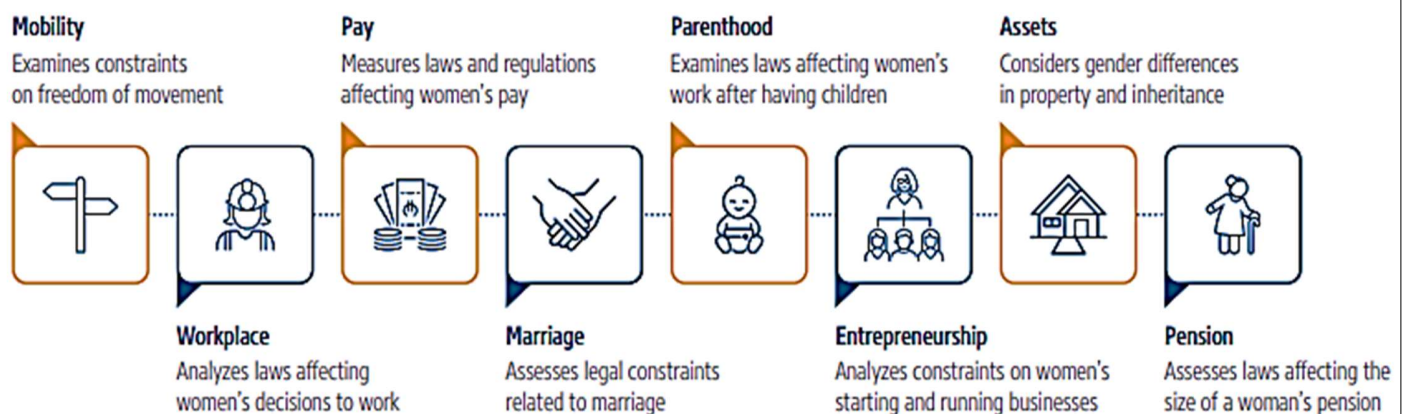 Mobility
Examines constraints
on freedom of movement
Pay
Measures laws and regulations
affecting women's pay
Parenthood
Examines laws affecting women's
work after having children
Assets
Considers gender differences
in property and inheritance
Workplace
Analyzes laws affecting
women's decisions to work
Marriage
Assesses legal constraints
related to marriage
Entrepreneurship
Analyzes constraints on women's
starting and running businesses
Pension
Assesses laws affecting the
size of a woman's pension